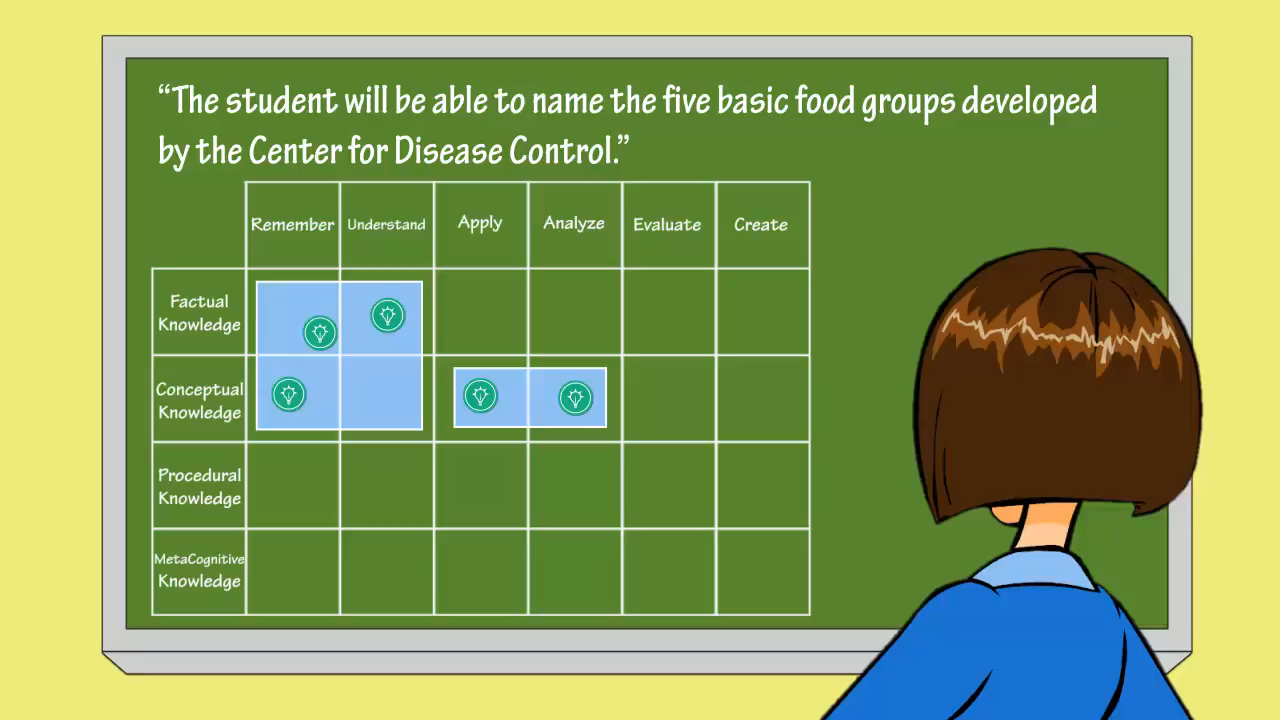 “The student will be able to name the five basic food groups developed
by the Center for Disease Control.”
Remember Understand Apply Analyze Evaluate Create
Factual
Knowledge
Conceptual
Knowledge
Procedural
Knowledge
MetaCognitive
Knowledge